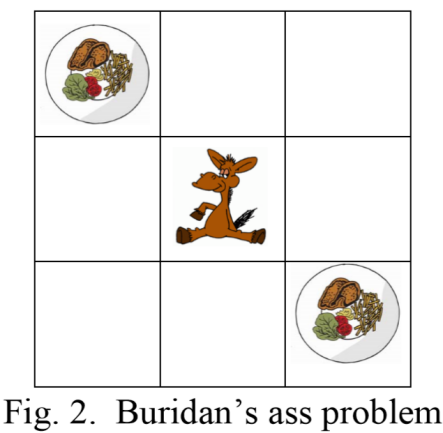 Fig. 2. Buridan's ass problem